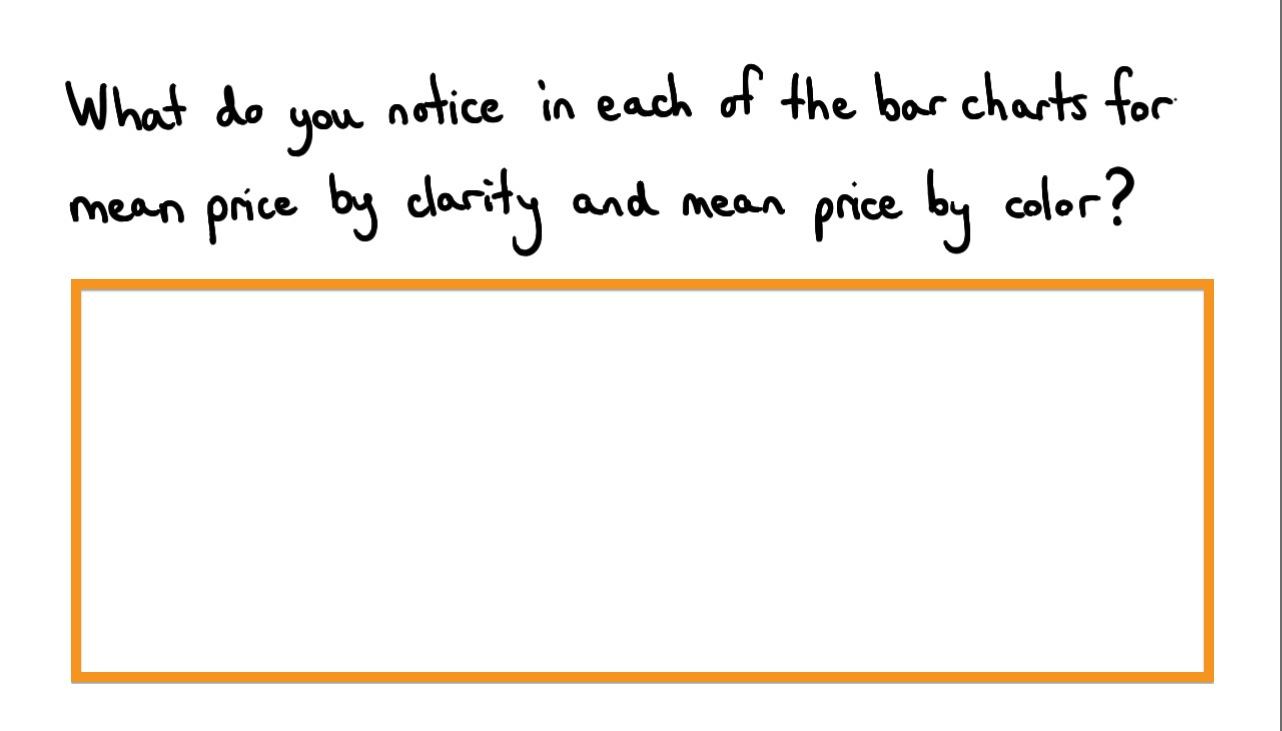 What do you notice in each of the bar charts for
mean price by clarity and mean price by color?